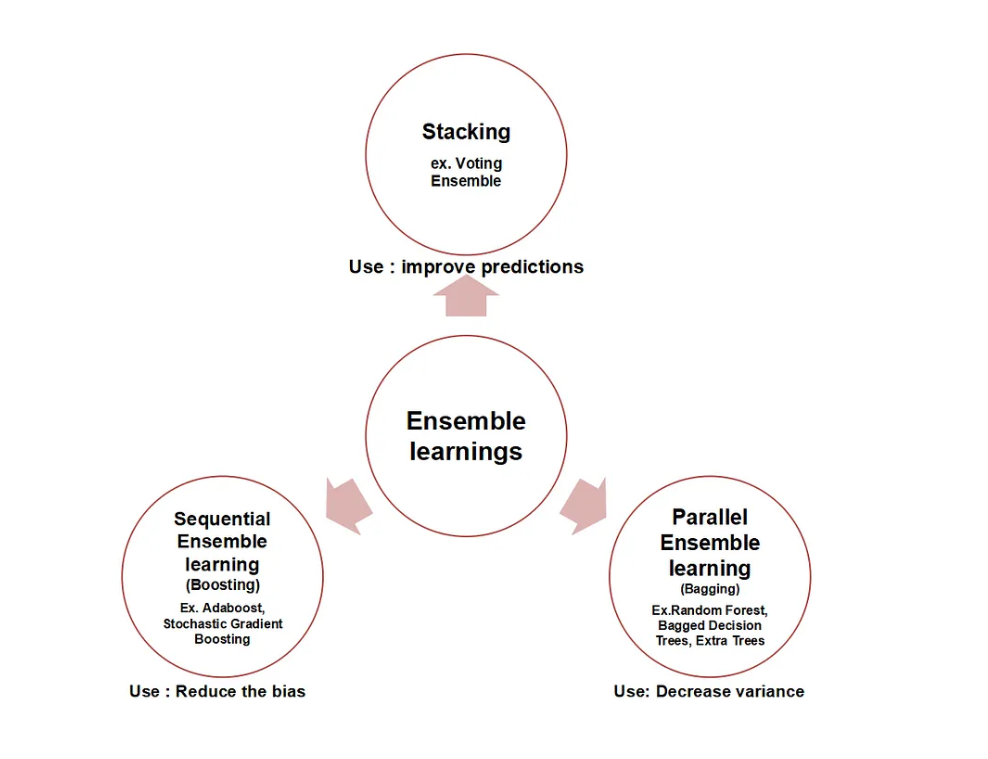 Stacking
ex. Voting
Ensemble
Use : improve predictions
Ensemble
learnings
Sequential
Ensemble
learning
(Boosting)
Ex. Adaboost,
Stochastic Gradient
Boosting
Use : Reduce the bias
Parallel
Ensemble
learning
(Bagging)
Ex.Random Forest,
Bagged Decision
Trees, Extra Trees
Use: Decrease variance